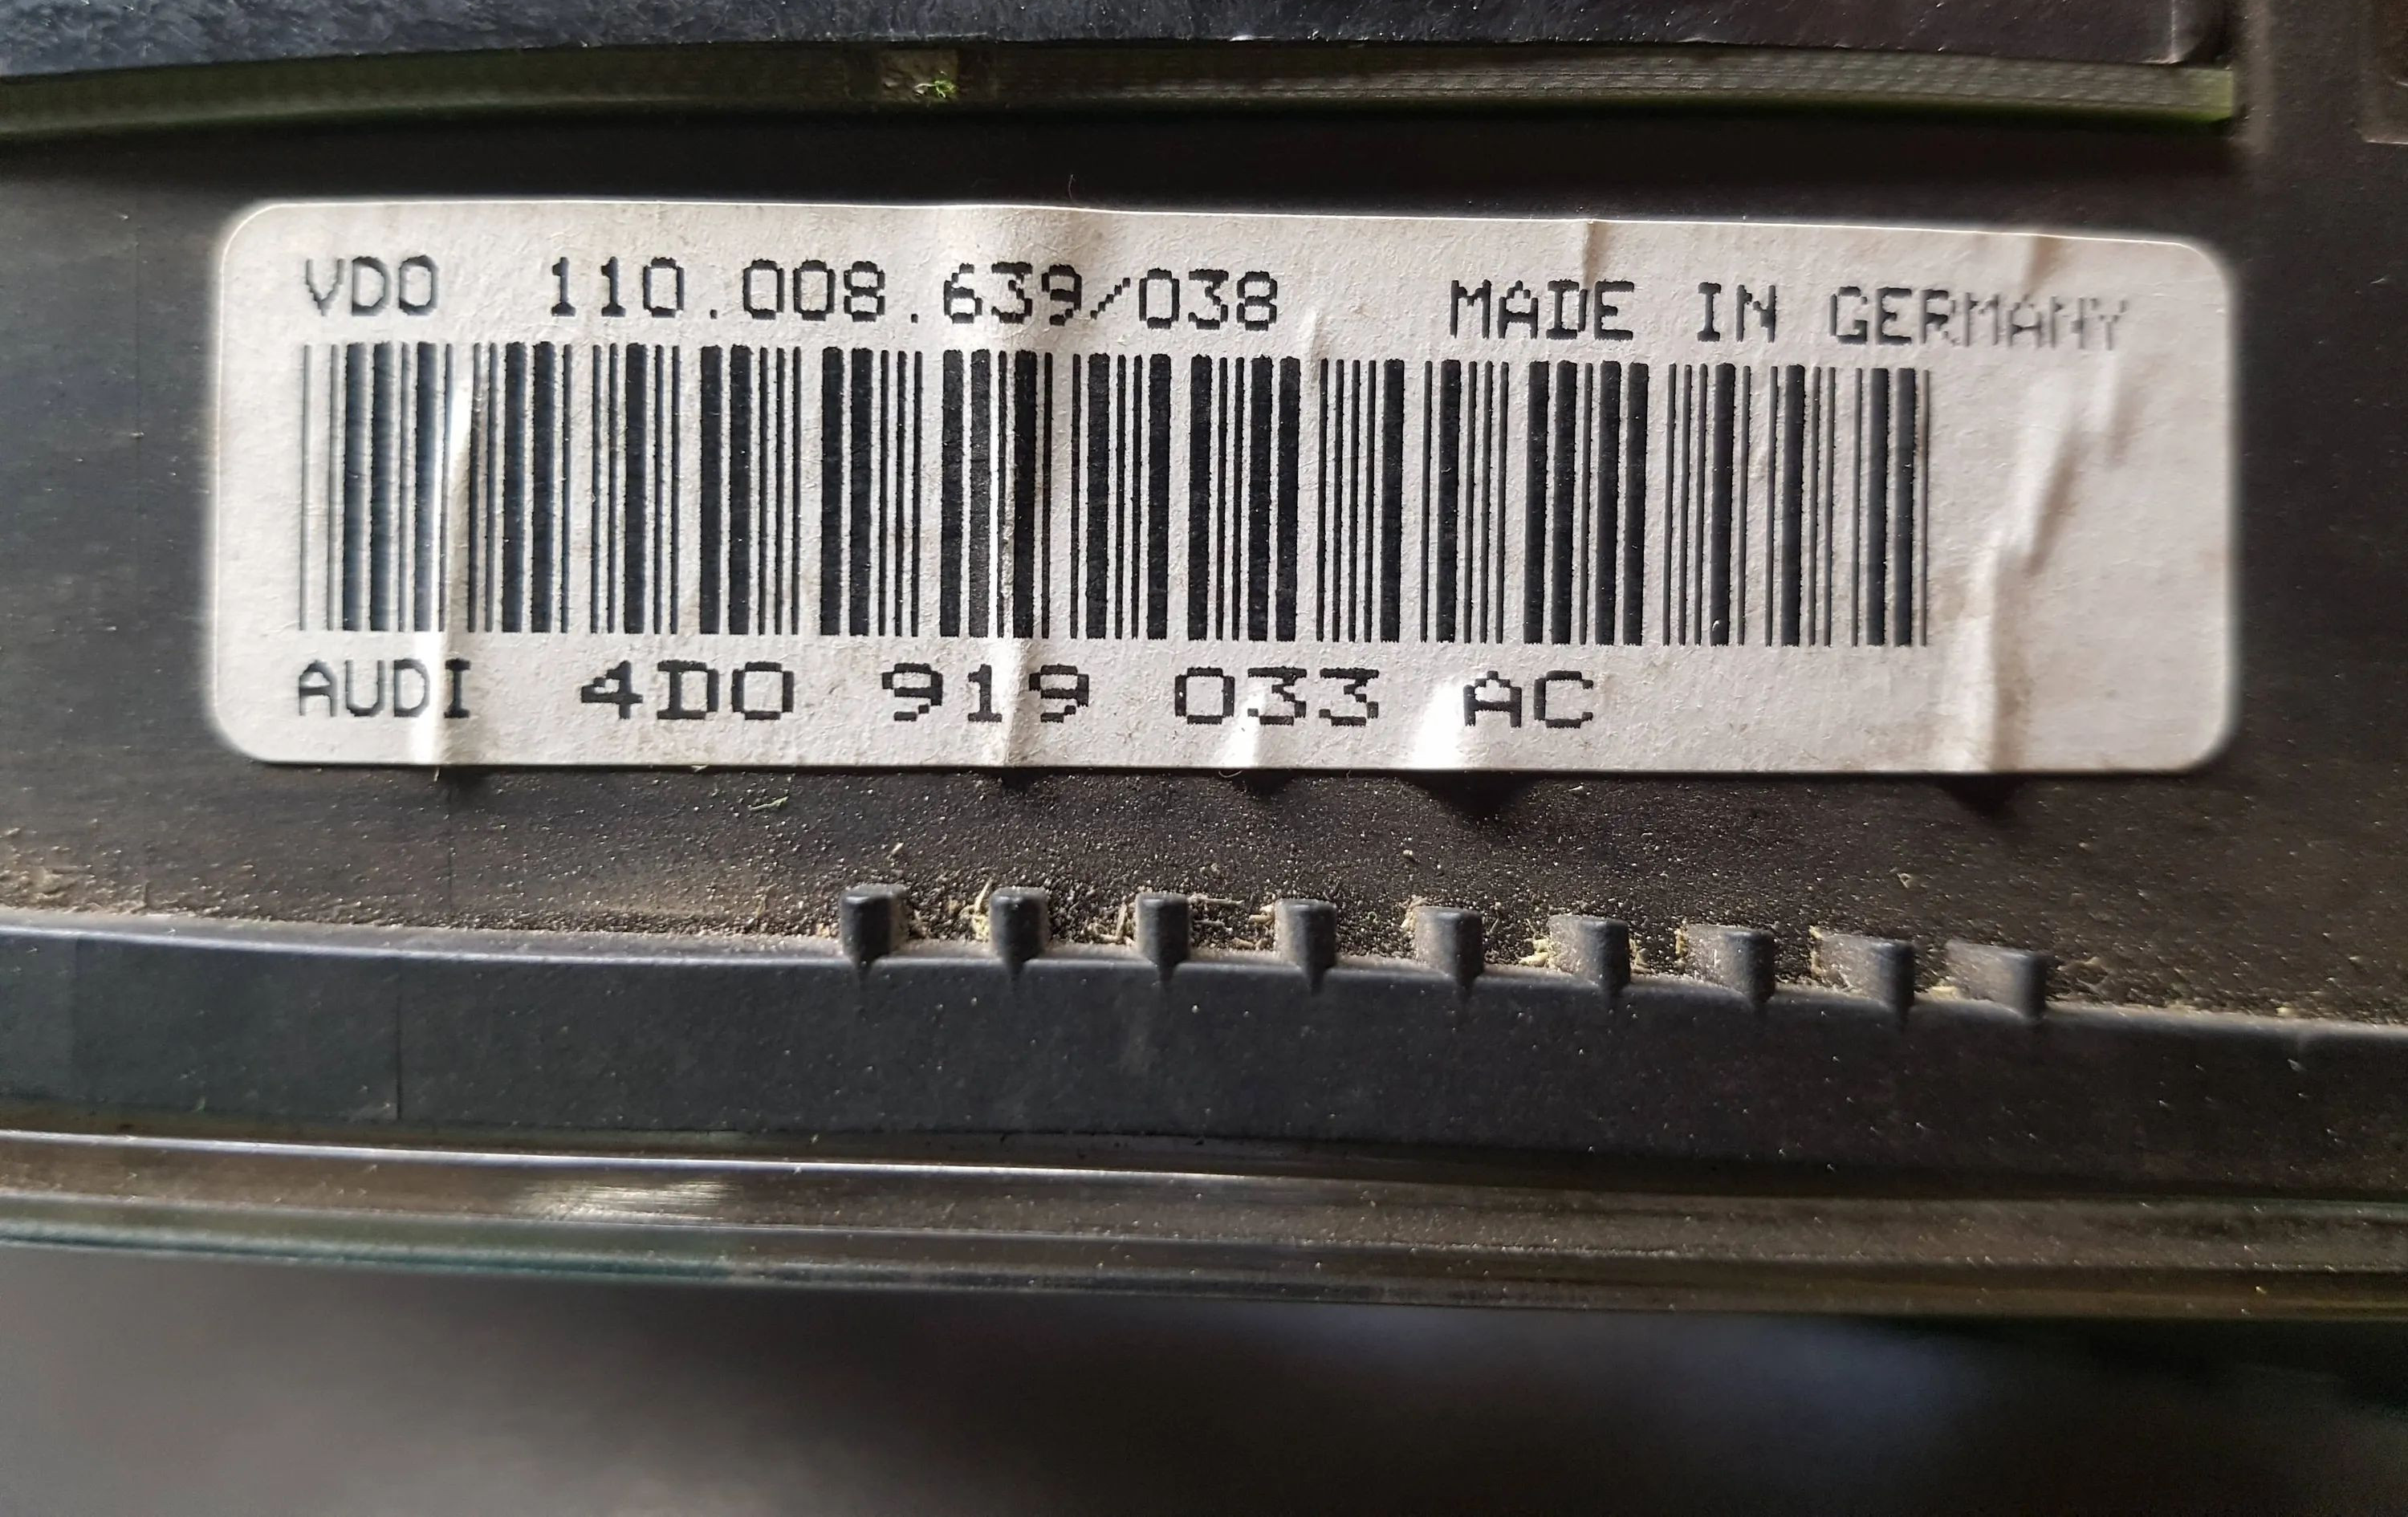 VDO 110.008.639/038 MADE IN GERMANY
AUDI 4D0 919 033 AC